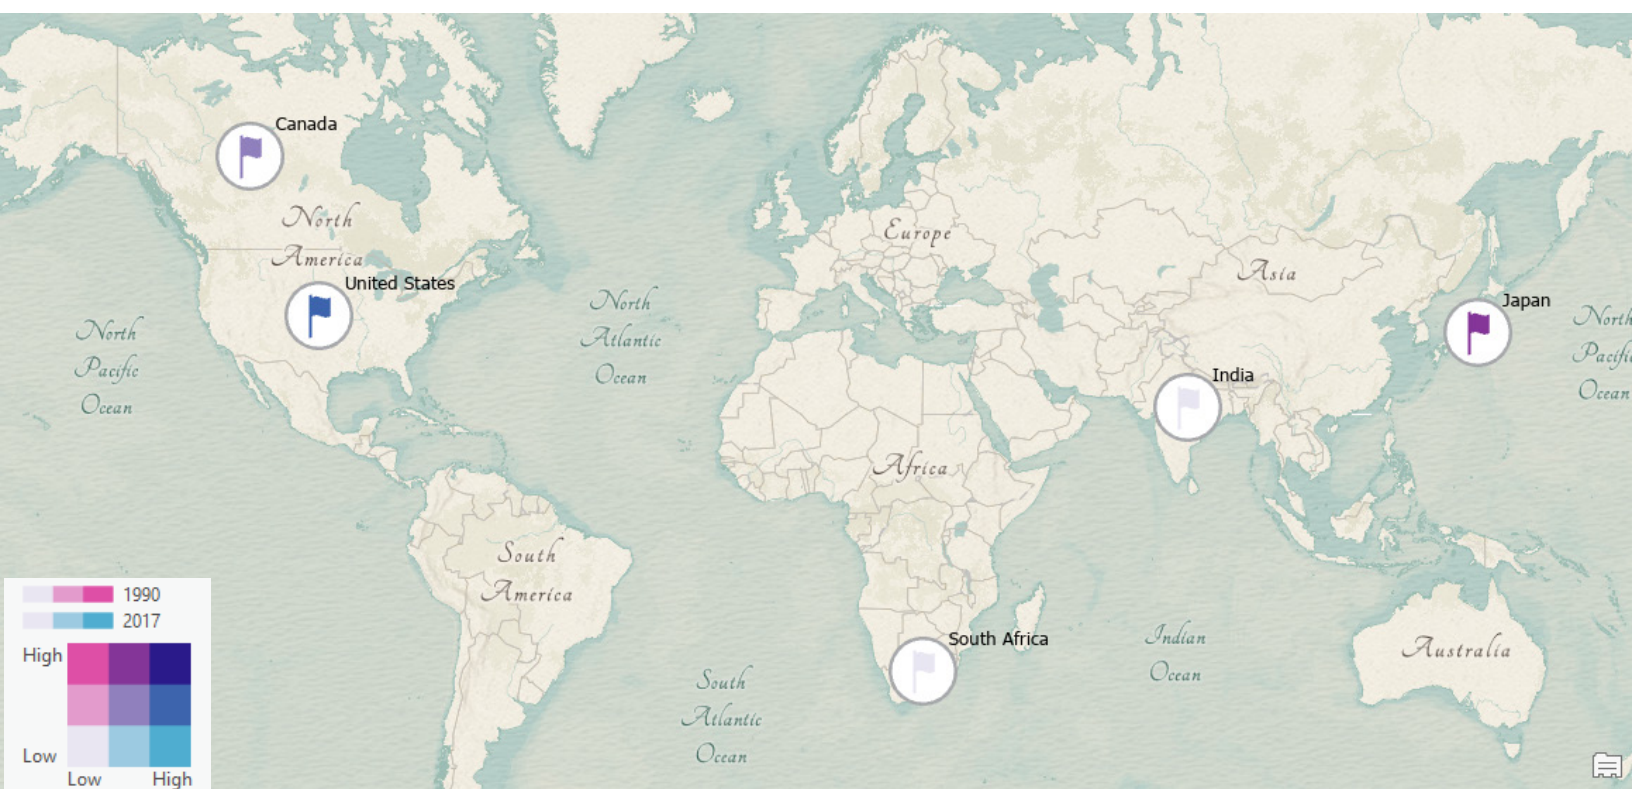 Canada
North
America
United States
Europe
Asia
Japan
North
Pacific
Ocean
North
Atlantic
Ocean
North
Pacific
Ocean
India
Africa
South
America
South Africa
Indian
Ocean
Australia
South
Atlantic
Ocean
1990
2017
High
Low
Low High